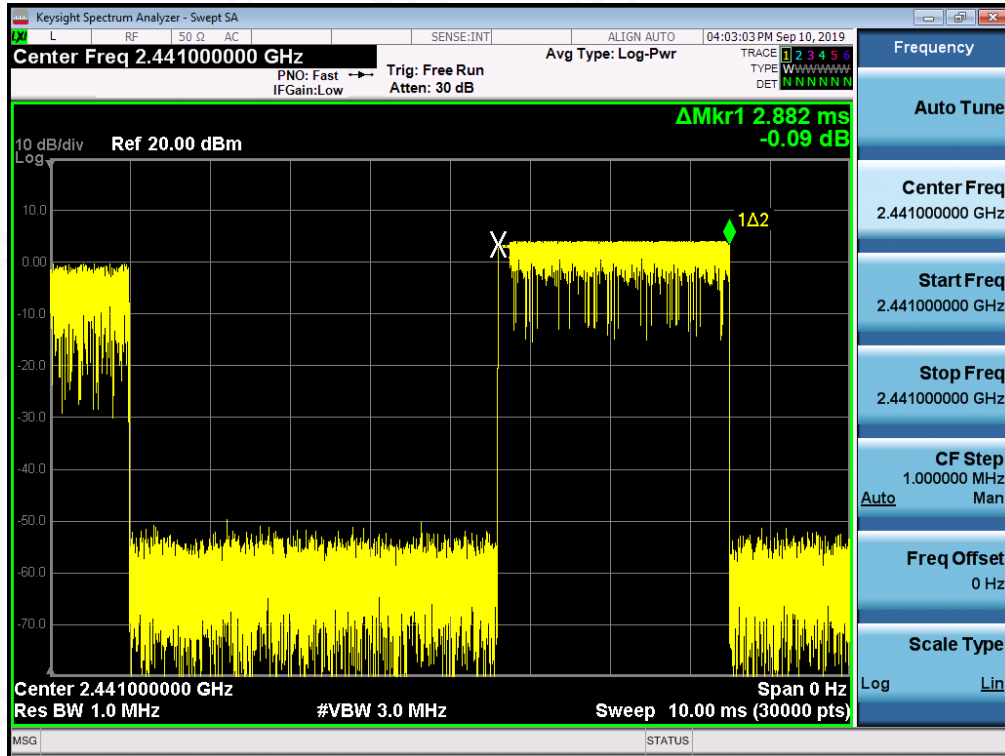 Keysight Spectrum Analyzer - Swept SA
LXI L RF 50 Ω AC SENSE:INT ALIGN AUTO 04:03:03 PM Sep 10, 2019
Center Freq 2.441000000 GHz
PNO: Fast
IFGain:Low
Trig: Free Run
Atten: 30 dB
Avg Type: Log-Pwr
TRACE 1 2 3 4 5 6
TYPE WWWWWW
DET N N N N N N
ΔMkr1 2.882 ms
-0.09 dB
10 dB/div Ref 20.00 dBm
Log
1Δ2
10.0
0.00
-10.0
-20.0
-30.0
-40.0
-50.0
-60.0
-70.0
X
Center 2.441000000 GHz Span 0 Hz
Res BW 1.0 MHz #VBW 3.0 MHz Sweep 10.00 ms (30000 pts)
MSG STATUS
Frequency
Auto Tune
Center Freq
2.441000000 GHz
Start Freq
2.441000000 GHz
Stop Freq
2.441000000 GHz
CF Step
1.000000 MHz
Auto Man
Freq Offset
0 Hz
Scale Type
Log Lin